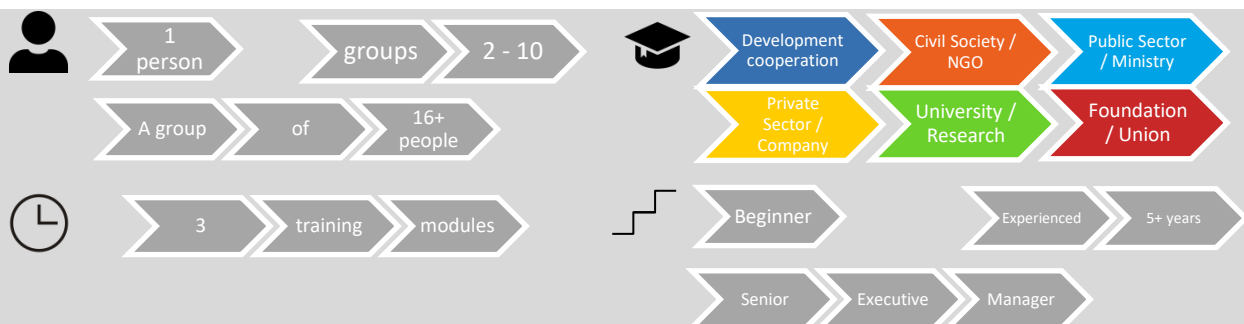 1
person
groups
2 - 10
A group
of
16+
people
Development
cooperation
Civil Society /
NGO
Public Sector
/ Ministry
Private
Sector /
Company
University /
Research
Foundation
/ Union
3
training
modules
Beginner
Experienced
5+ years
Senior
Executive
Manager